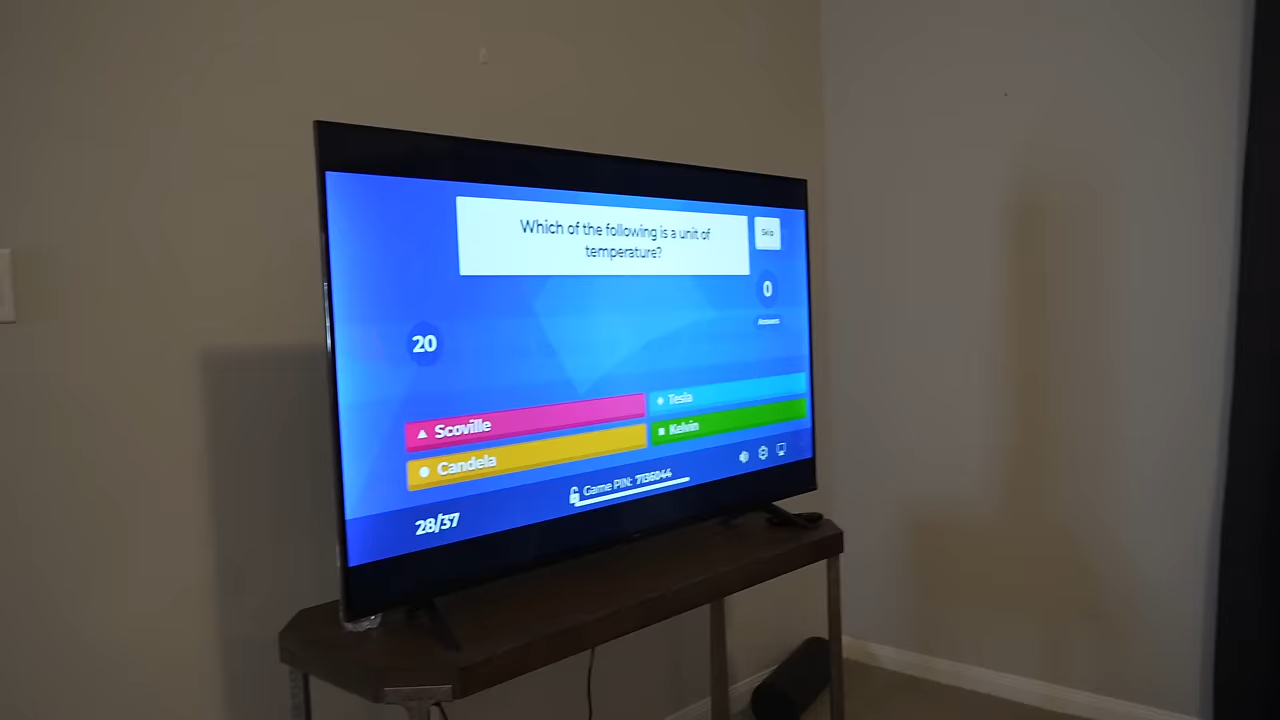 Which of the following is a unit of
temperature?
Skip
0
Answers
20
Scoville
Tesla
Candela
Kelvin
Game PIN: 7136044
28/37